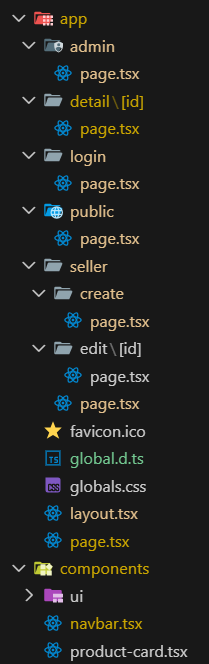 app
admin
page.tsx
detail\[id]
page.tsx
login
page.tsx
public
page.tsx
seller
create
page.tsx
edit\[id]
page.tsx
page.tsx
favicon.ico
TS global.d.ts
globals.css
layout.tsx
page.tsx
components
ui
navbar.tsx
product-card.tsx